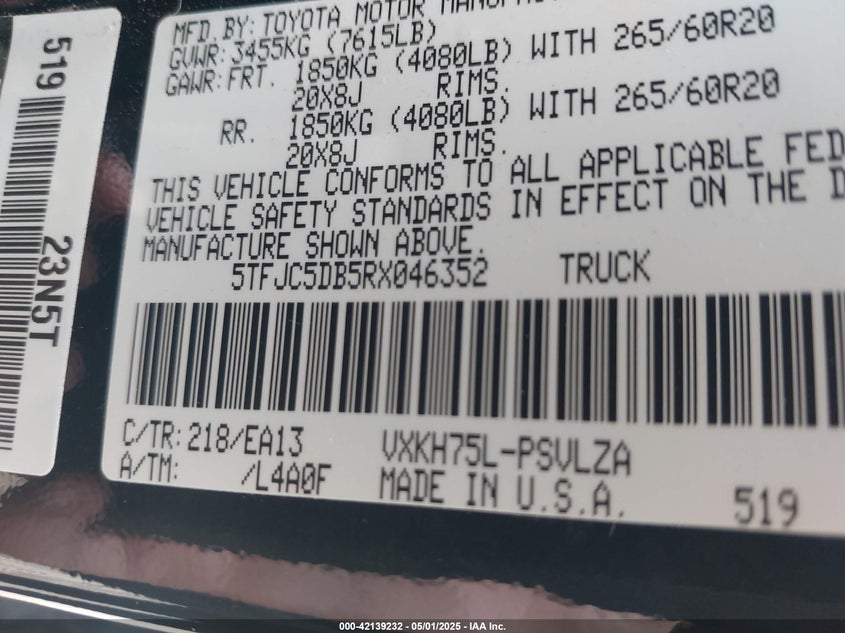 MFD. BY: TOYOTA MOTOR
GVWR: 3455KG (7615LB)
GAWR: FRT. 1850KG (4080LB) WITH 265/60R20
20X8J RIMS.
RR. 1850KG (4080LB) WITH 265/60R20
20X8J RIMS.
THIS VEHICLE CONFORMS TO ALL APPLICABLE FED
VEHICLE SAFETY STANDARDS IN EFFECT ON THE D
MANUFACTURE SHOWN ABOVE.
5TFJC5DB5RX046352 TRUCK
C/TR: 218/EA13 VXKH75L-PSVLZA
A/TM: /L4A0F MADE IN U.S.A. 519
519
23N5T
000-42139232 - 05/01/2025 - IAA Inc.